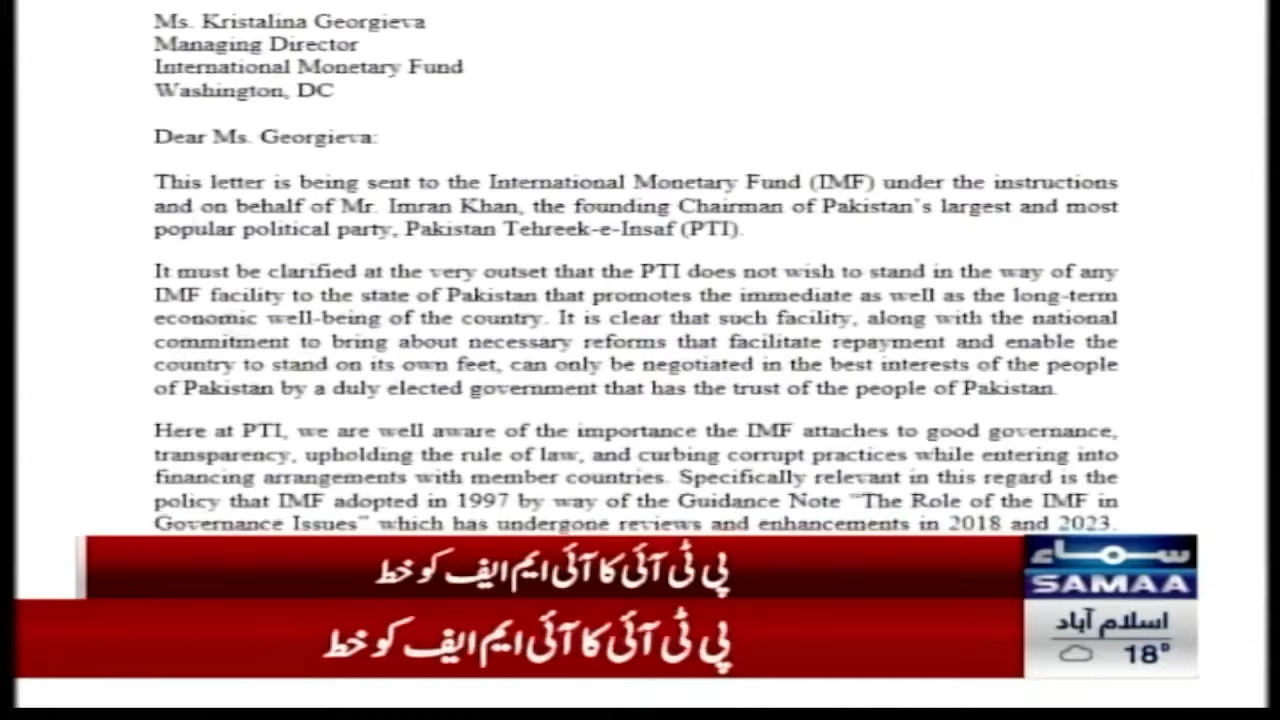 Ms. Kristalina Georgieva
Managing Director
International Monetary Fund
Washington, DC
Dear Ms. Georgieva:
This letter is being sent to the International Monetary Fund (IMF) under the instructions
and on behalf of Mr. Imran Khan, the founding Chairman of Pakistan's largest and most
popular political party, Pakistan Tehreek-e-Insaf (PTI).
It must be clarified at the very outset that the PTI does not wish to stand in the way of any
IMF facility to the state of Pakistan that promotes the immediate as well as the long-term
economic well-being of the country. It is clear that such facility, along with the national
commitment to bring about necessary reforms that facilitate repayment and enable the
country to stand on its own feet, can only be negotiated in the best interests of the people
of Pakistan by a duly elected government that has the trust of the people of Pakistan.
Here at PTI, we are well aware of the importance the IMF attaches to good governance,
transparency, upholding the rule of law, and curbing corrupt practices while entering into
financing arrangements with member countries. Specifically relevant in this regard is the
policy that IMF adopted in 1997 by way of the Guidance Note “The Role of the IMF in
Governance Issues” which has undergone reviews and enhancements in 2018 and 2023.
پی ٹی آئی کا آئی ایم ایف کو خط
پی ٹی آئی کا آئی ایم ایف کو خط
سماء
SAMAA
اسلام آباد
18°